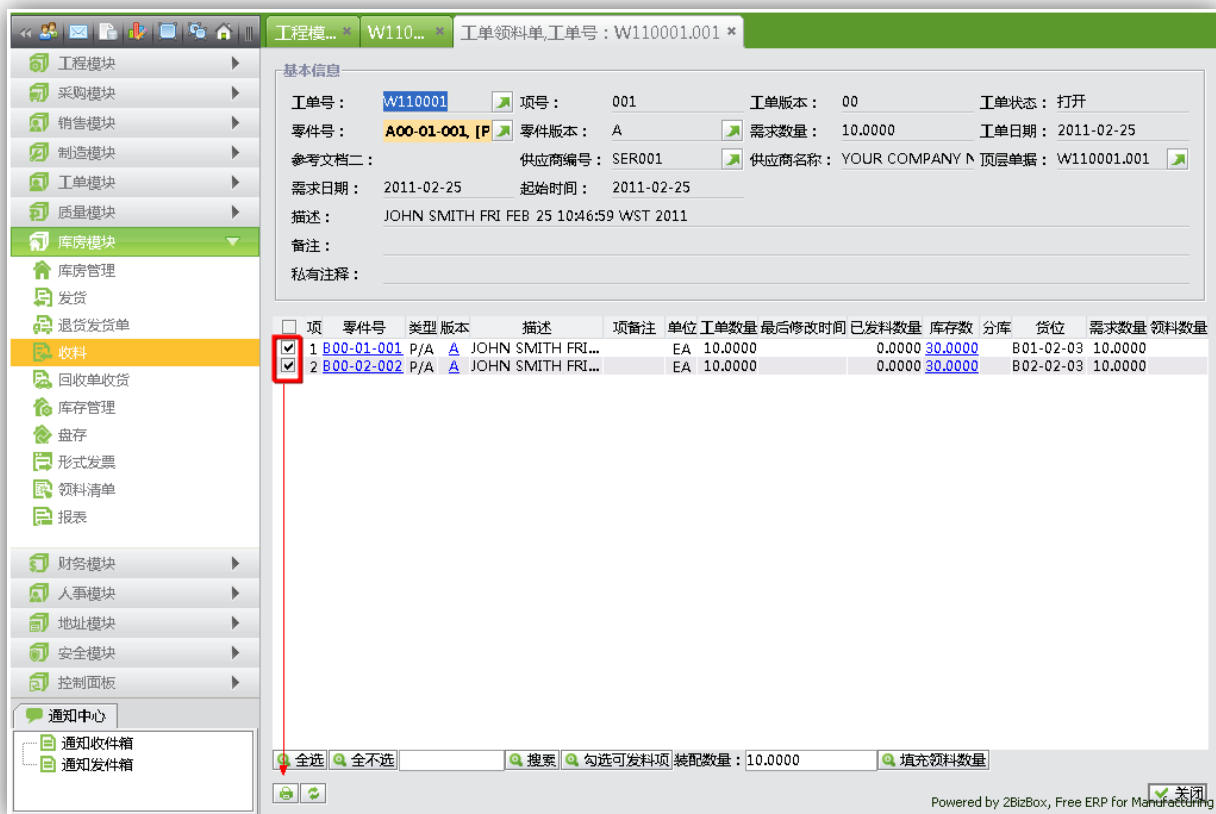 工程模... × W110... × 工单领料单,工单号：W110001.001 ×
工程模块
采购模块
销售模块
制造模块
工单模块
质量模块
库房模块
库房管理
发货
退货发货单
收料
回收单收货
库存管理
盘存
形式发票
领料清单
报表
财务模块
人事模块
地址模块
安全模块
控制面板
通知中心
通知收件箱
通知发件箱
基本信息
工单号： W110001 项号： 001 工单版本： 00 工单状态： 打开
零件号： A00-01-001, [P 零件版本： A 需求数量： 10.0000 工单日期： 2011-02-25
参考文档二： 供应商编号： SER001 供应商名称： YOUR COMPANY N 顶层单据： W110001.001
需求日期： 2011-02-25 起始时间： 2011-02-25
描述： JOHN SMITH FRI FEB 25 10:46:59 WST 2011
备注：
私有注释：
项 零件号 类型 版本 描述 项备注 单位 工单数量 最后修改时间 已发料数量 库存数 分库 货位 需求数量 领料数量
1 B00-01-001 P/A A JOHN SMITH FRI... EA 10.0000 0.0000 30.0000 B01-02-03 10.0000
2 B00-02-002 P/A A JOHN SMITH FRI... EA 10.0000 0.0000 30.0000 B02-02-03 10.0000
全选 全不选 搜索 勾选可发料项 装配数量： 10.0000 填充领料数量
关闭
Powered by 2BizBox, Free ERP for Manufacturing